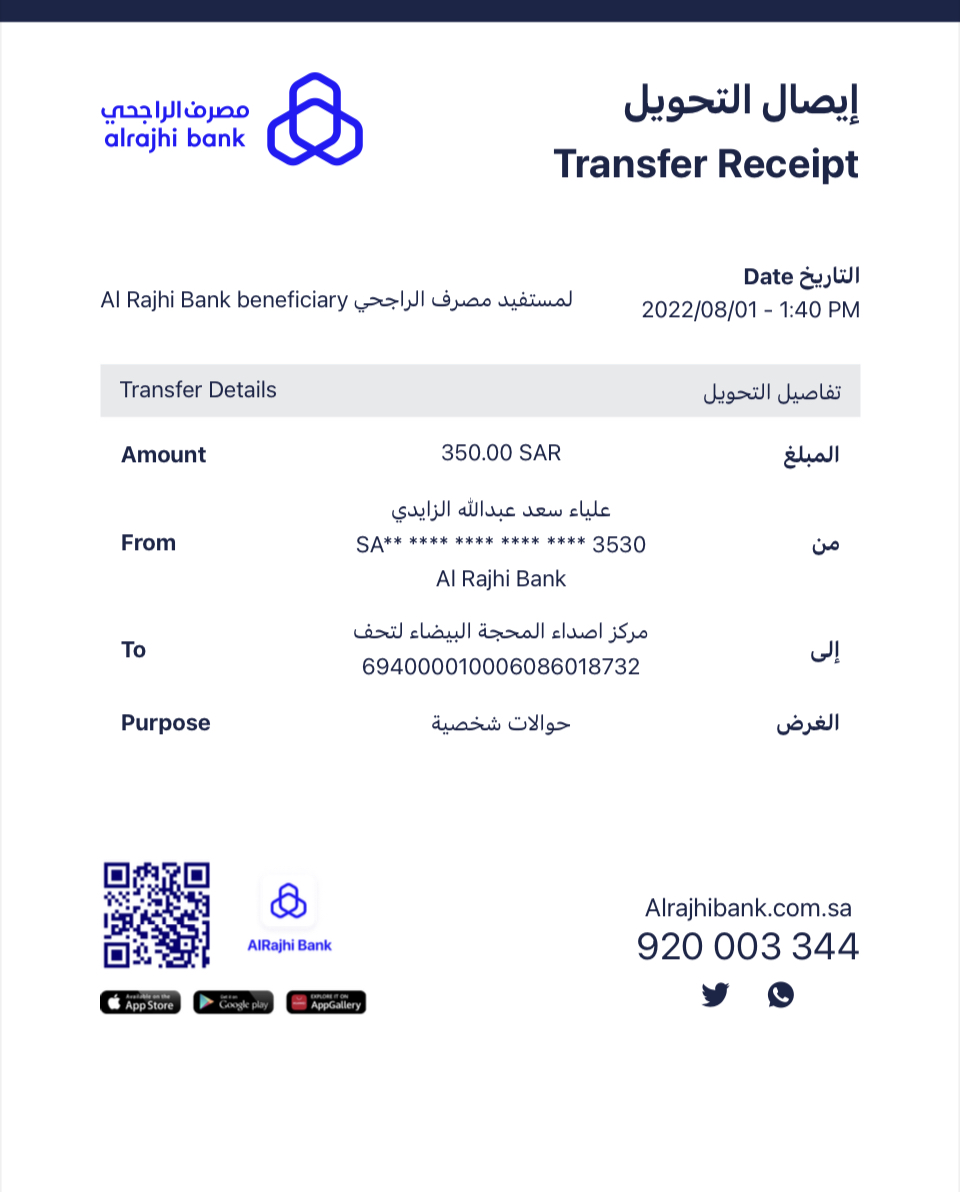 إيصال التحويل
Transfer Receipt
مصرف الراجحي
alrajhi bank
التاريخ Date
2022/08/01 - 1:40 PM
لمستفيد مصرف الراجحي Al Rajhi Bank beneficiary
Transfer Details تفاصيل التحويل
Amount 350.00 SAR المبلغ
علياء سعد عبدالله الزايدي
From SA** **** **** **** **** 3530 من
Al Rajhi Bank
مركز اصداء المحجة البيضاء لتحف
To إلى
694000010006086018732
Purpose حوالات شخصية الغرض
AlRajhi Bank
Available on the
App Store
Get it on
Google play
EXPLORE IT ON
AppGallery
Alrajhibank.com.sa
920 003 344